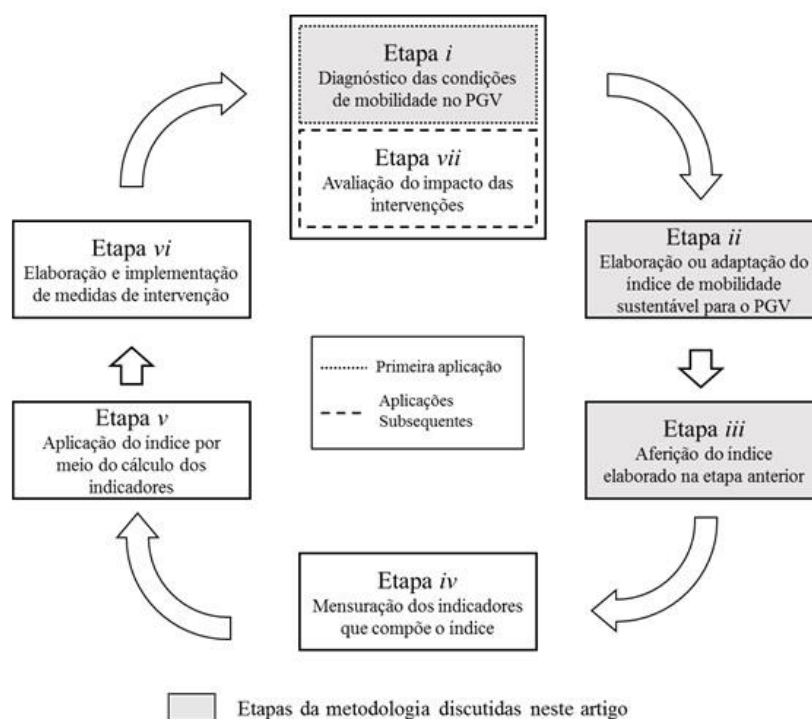 Etapa i
Diagnóstico das condições
de mobilidade no PGV
Etapa vii
Avaliação do impacto das
intervenções
Etapa ii
Elaboração ou adaptação do
índice de mobilidade
sustentável para o PGV
Etapa iii
Aferição do índice
elaborado na etapa anterior
Etapa iv
Mensuração dos indicadores
que compõe o índice
Etapa v
Aplicação do índice por
meio do cálculo dos
indicadores
Etapa vi
Elaboração e implementação
de medidas de intervenção
Primeira aplicação
Aplicações
Subsequentes
Etapas da metodologia discutidas neste artigo